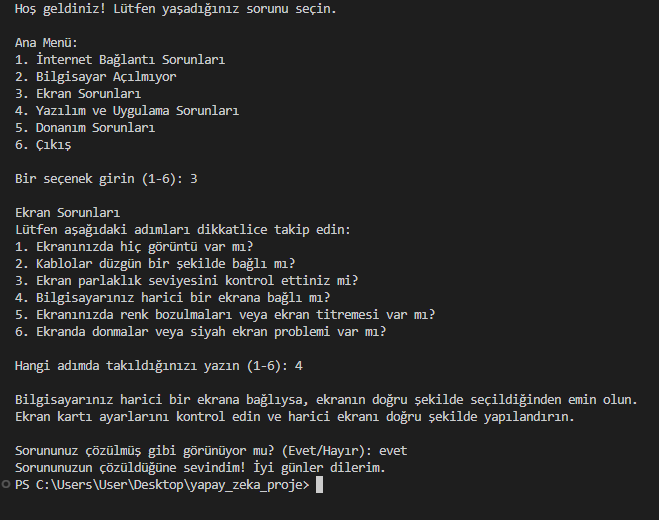 Hoş geldiniz! Lütfen yaşadığınız sorunu seçin.
Ana Menü:
1. İnternet Bağlantı Sorunları
2. Bilgisayar Açılmıyor
3. Ekran Sorunları
4. Yazılım ve Uygulama Sorunları
5. Donanım Sorunları
6. Çıkış
Bir seçenek girin (1-6): 3
Ekran Sorunları
Lütfen aşağıdaki adımları dikkatlice takip edin:
1. Ekranınızda hiç görüntü var mı?
2. Kablolar düzgün bir şekilde bağlı mı?
3. Ekran parlaklık seviyesini kontrol ettiniz mi?
4. Bilgisayarınız harici bir ekrana bağlı mı?
5. Ekranınızda renk bozulmaları veya ekran titremesi var mı?
6. Ekranda donmalar veya siyah ekran problemi var mı?
Hangi adımda takıldığınızı yazın (1-6): 4
Bilgisayarınız harici bir ekrana bağlıysa, ekranın doğru şekilde seçildiğinden emin olun.
Ekran kartı ayarlarını kontrol edin ve harici ekranı doğru şekilde yapılandırın.
Sorununuz çözülmüş gibi görünüyor mu? (Evet/Hayır): evet
Sorununuzun çözüldüğüne sevindim! İyi günler dilerim.
PS C:\Users\User\Desktop\yapay_zeka_proje>